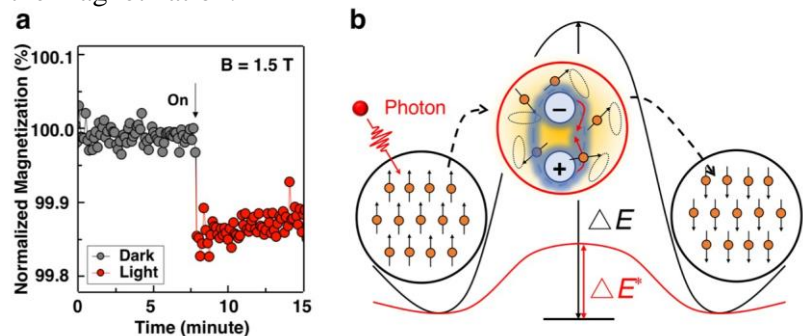 a
B = 1.5 T
On
Normalized Magnetization (%)
100.1
100.0
99.9
99.8
Dark
Light
0
5
10
15
Time (minute)
b
Photon
−
+
△E
△E*